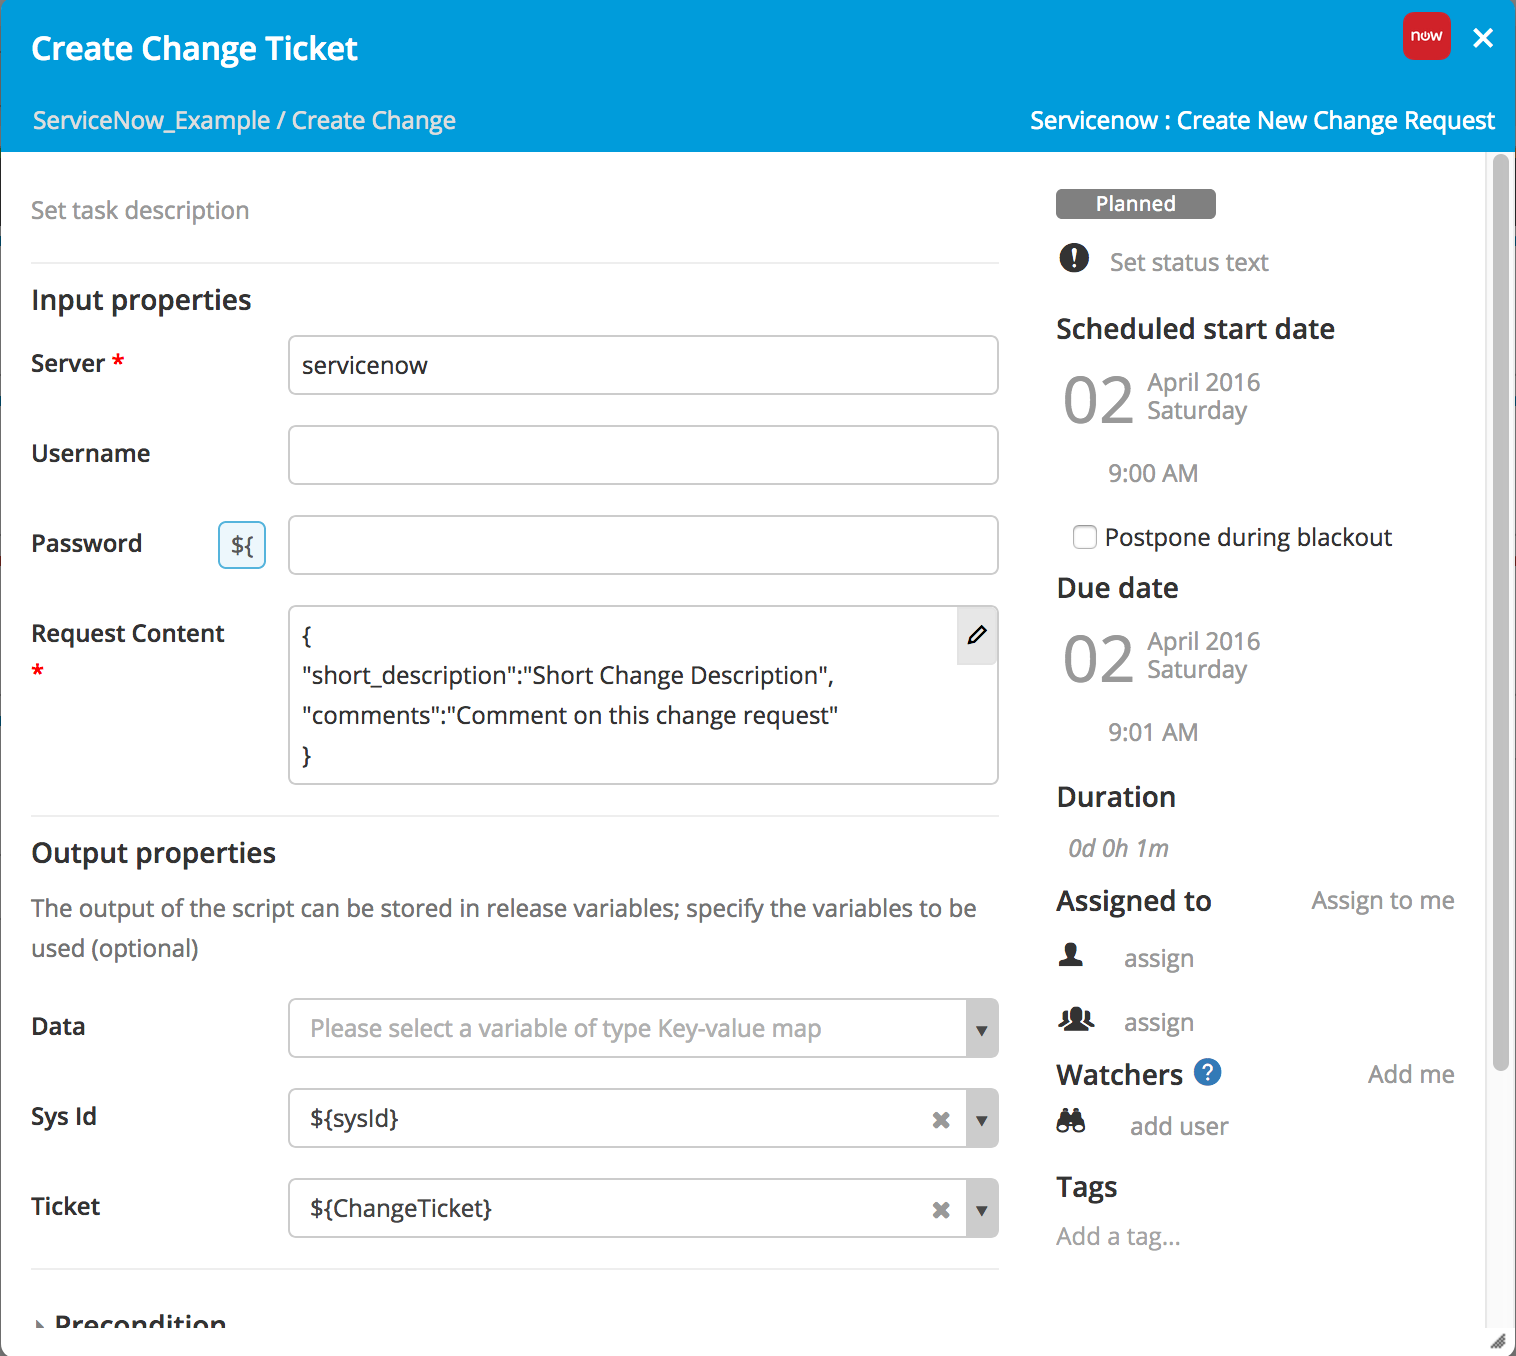 Create Change Ticket
now
ServiceNow_Example / Create Change
Servicenow : Create New Change Request
Set task description
Input properties
Server *
servicenow
Username
Password
${
Request Content
*
{
"short_description":"Short Change Description",
"comments":"Comment on this change request"
}
Output properties
The output of the script can be stored in release variables; specify the variables to be
used (optional)
Data
Please select a variable of type Key-value map
Sys Id
${sysId}
Ticket
${ChangeTicket}
Precondition
Planned
Set status text
Scheduled start date
02
April 2016
Saturday
9:00 AM
Postpone during blackout
Due date
02
April 2016
Saturday
9:01 AM
Duration
0d 0h 1m
Assigned to
Assign to me
assign
assign
Watchers ?
Add me
add user
Tags
Add a tag...